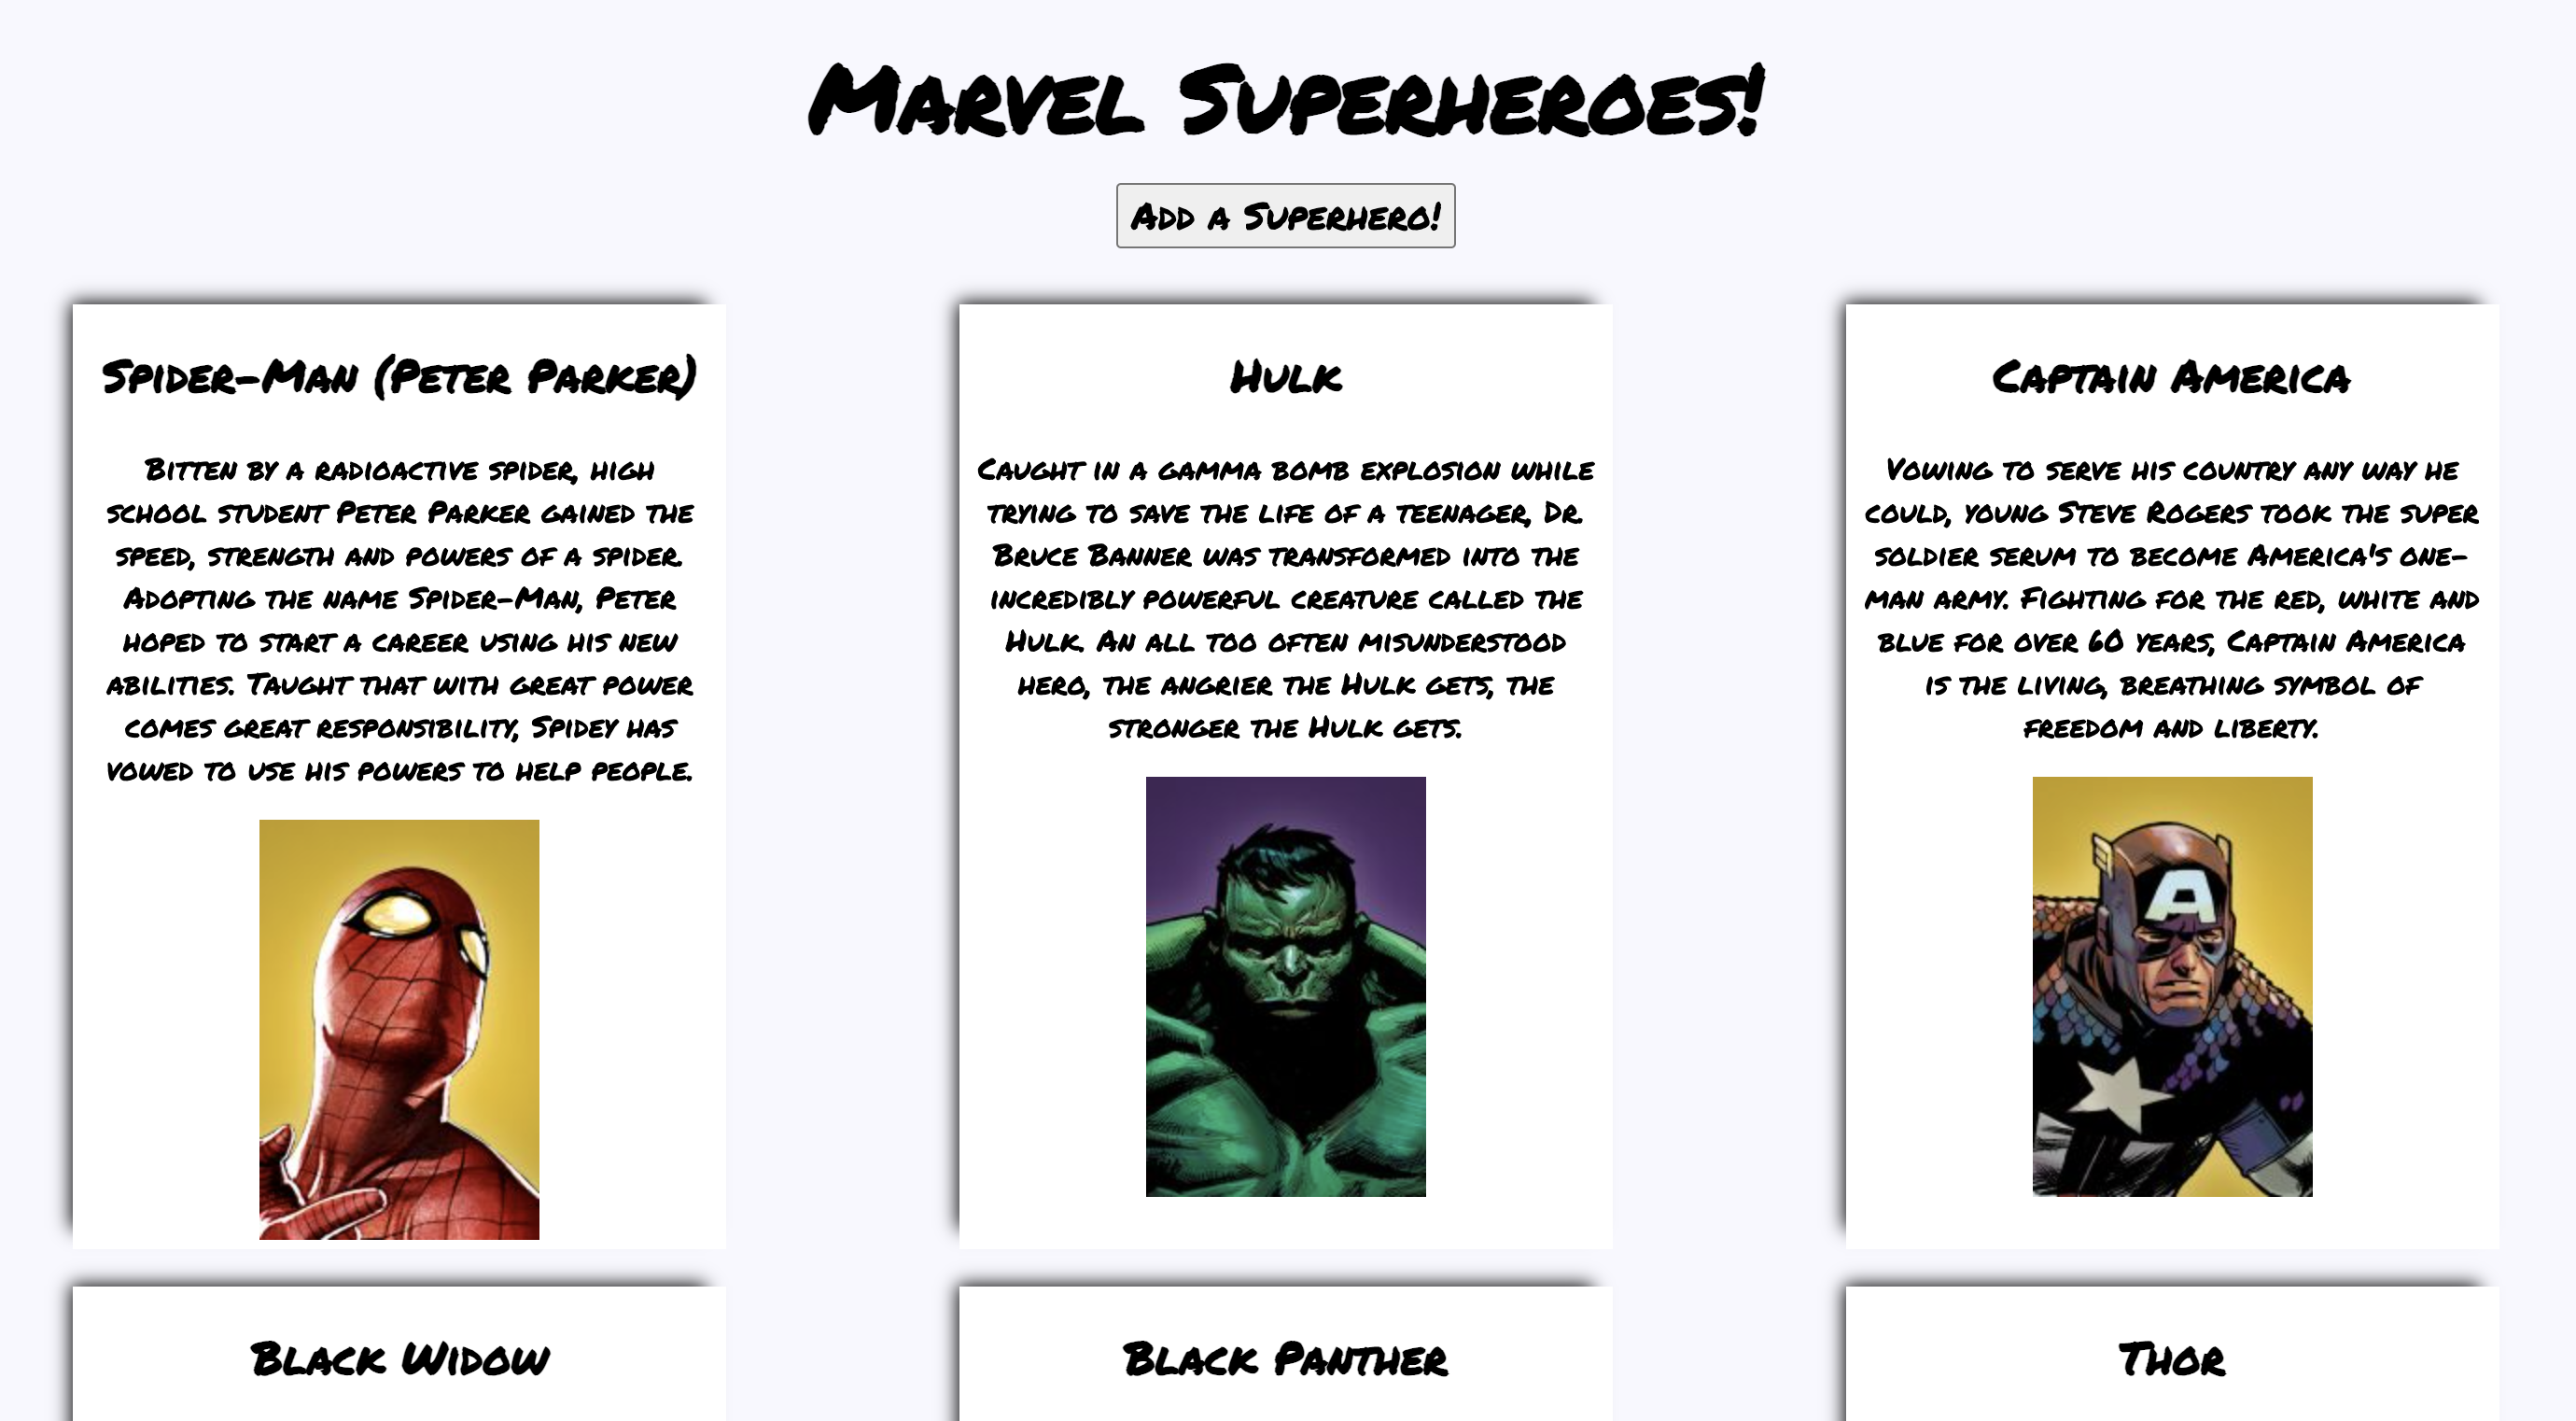 Marvel Superheroes!
Add a Superhero!
Spider-Man (Peter Parker)
Bitten by a radioactive spider, high
school student Peter Parker gained the
speed, strength and powers of a spider.
Adopting the name Spider-Man, Peter
hoped to start a career using his new
abilities. Taught that with great power
comes great responsibility, Spidey has
vowed to use his powers to help people.
Hulk
Caught in a gamma bomb explosion while
trying to save the life of a teenager, Dr.
Bruce Banner was transformed into the
incredibly powerful creature called the
Hulk. An all too often misunderstood
hero, the angrier the Hulk gets, the
stronger the Hulk gets.
Captain America
Vowing to serve his country any way he
could, young Steve Rogers took the super
soldier serum to become America's one-
man army. Fighting for the red, white and
blue for over 60 years, Captain America
is the living, breathing symbol of
freedom and liberty.
A
Black Widow
Black Panther
Thor